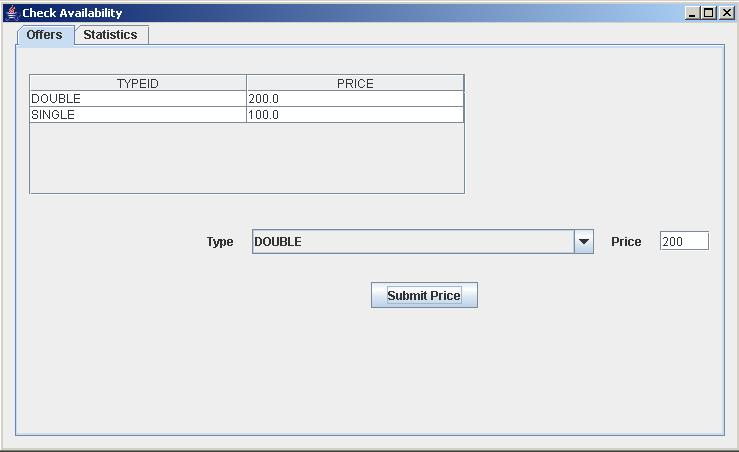 Check Availability
Offers Statistics
TYPEID PRICE
DOUBLE 200.0
SINGLE 100.0
Type DOUBLE Price 200
Submit Price